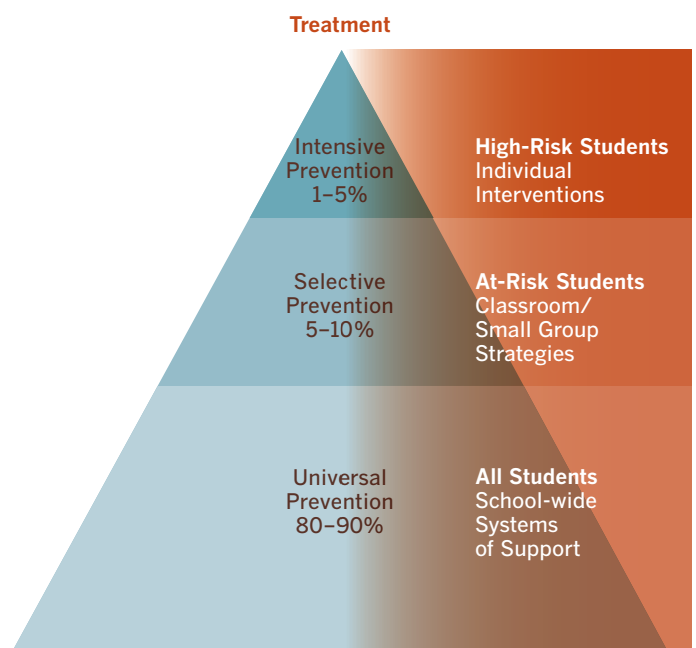 Treatment
Intensive
Prevention
1–5%
High-Risk Students
Individual
Interventions
Selective
Prevention
5–10%
At-Risk Students
Classroom/
Small Group
Strategies
Universal
Prevention
80–90%
All Students
School-wide
Systems
of Support